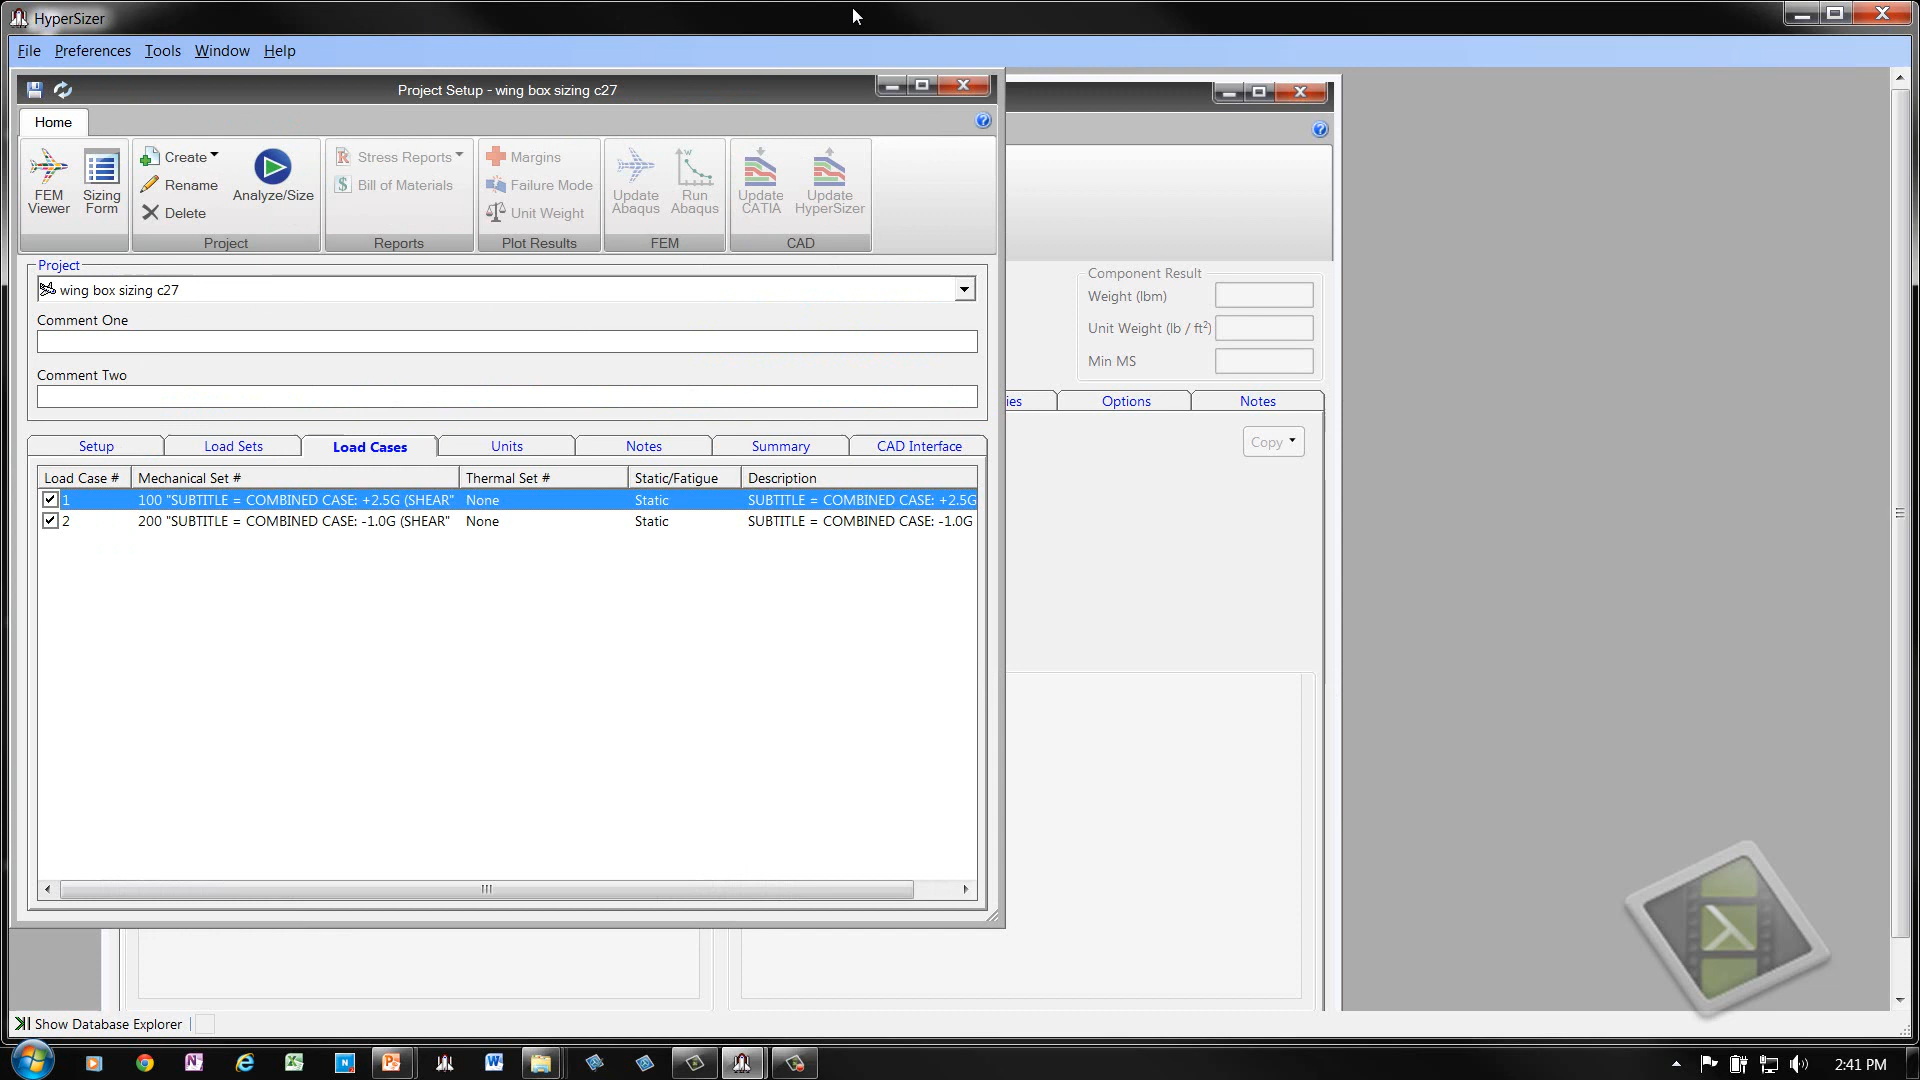 HyperSizer
File Preferences Tools Window Help
Project Setup - wing box sizing c27
Home
FEM Viewer
Sizing Form
Create
Rename
Delete
Analyze/Size
Project
Stress Reports
Bill of Materials
Reports
Margins
Failure Mode
Unit Weight
Plot Results
Update Abaqus
Run Abaqus
FEM
Update CATIA
Update HyperSizer
CAD
Project
wing box sizing c27
Comment One
Comment Two
Setup Load Sets Load Cases Units Notes Summary CAD Interface
Load Case # Mechanical Set # Thermal Set # Static/Fatigue Description
1 100 "SUBTITLE = COMBINED CASE: +2.5G (SHEAR" None Static SUBTITLE = COMBINED CASE: +2.5G
2 200 "SUBTITLE = COMBINED CASE: -1.0G (SHEAR" None Static SUBTITLE = COMBINED CASE: -1.0G
Component Result
Weight (lbm)
Unit Weight (lb / ft²)
Min MS
ies Options Notes
Copy
Show Database Explorer
2:41 PM